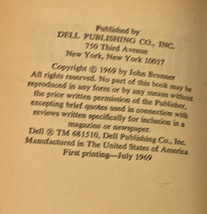 Published by
DELL PUBLISHING CO., INC.
750 Third Avenue
New York, New York 10017
Copyright © 1969 by John Brunner
All rights reserved. No part of this book may be
reproduced in any form or by any means without
the prior written permission of the Publisher,
excepting brief quotes used in connection with
reviews written specifically for inclusion in a
magazine or newspaper.
Dell ® TM 681510, Dell Publishing Co., Inc.
Manufactured in The United States of America
First printing—July 1969